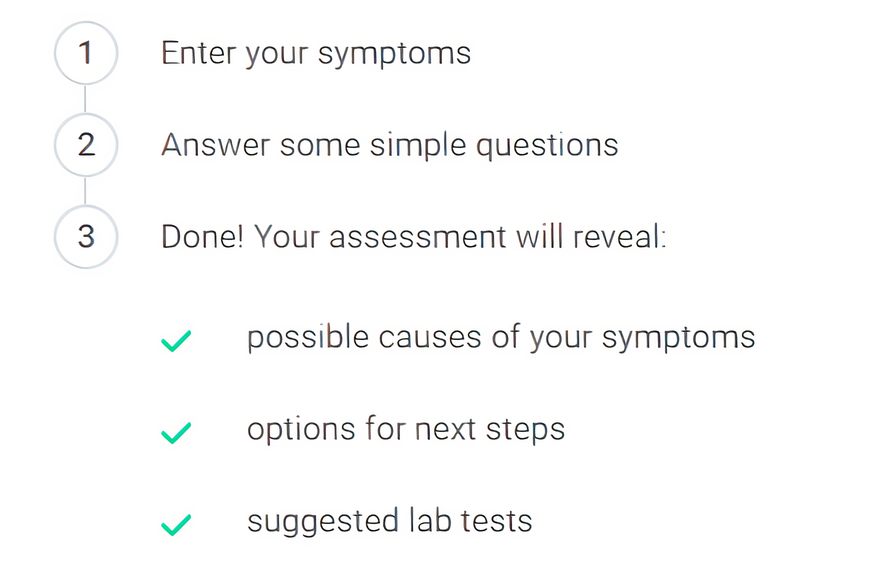 1 Enter your symptoms
2 Answer some simple questions
3 Done! Your assessment will reveal:
possible causes of your symptoms
options for next steps
suggested lab tests